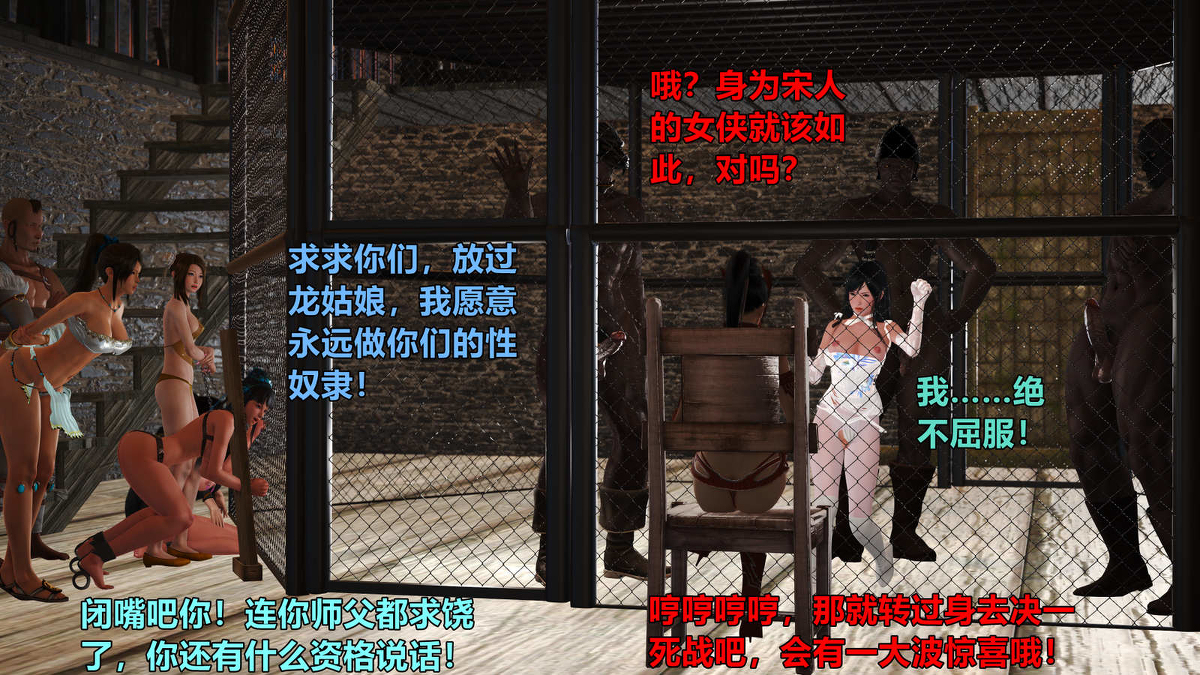 哦？身为宋人
的女侠就该如
此，对吗？
求求你们，放过
龙姑娘，我愿意
永远做你们的性
奴隶！
我……绝
不屈服！
闭嘴吧你！连你师父都求饶
了，你还有什么资格说话！
哼哼哼哼，那就转过身去决一
死战吧，会有一大波惊喜哦！